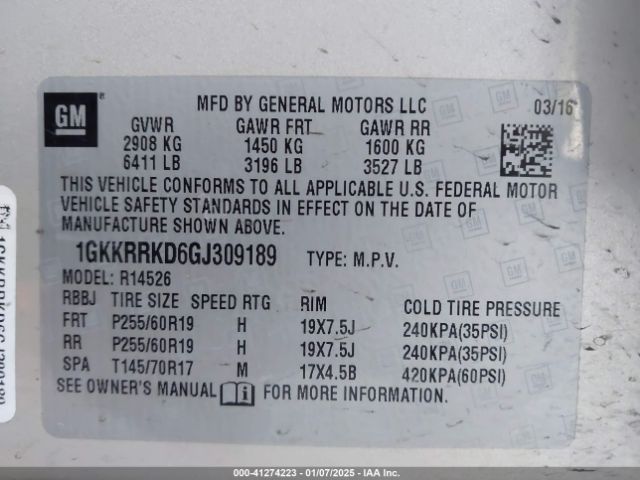 GM
MFD BY GENERAL MOTORS LLC 03/16
GVWR GAWR FRT GAWR RR
2908 KG 1450 KG 1600 KG
6411 LB 3196 LB 3527 LB
THIS VEHICLE CONFORMS TO ALL APPLICABLE U.S. FEDERAL MOTOR
VEHICLE SAFETY STANDARDS IN EFFECT ON THE DATE OF
MANUFACTURE SHOWN ABOVE.
1GKKRRKD6GJ309189 TYPE: M.P.V.
MODEL: R14526
RBBJ TIRE SIZE SPEED RTG RIM COLD TIRE PRESSURE
FRT P255/60R19 H 19X7.5J 240KPA(35PSI)
RR P255/60R19 H 19X7.5J 240KPA(35PSI)
SPA T145/70R17 M 17X4.5B 420KPA(60PSI)
SEE OWNER'S MANUAL FOR MORE INFORMATION.
000-41274223 - 01/07/2025 - IAAI Inc.